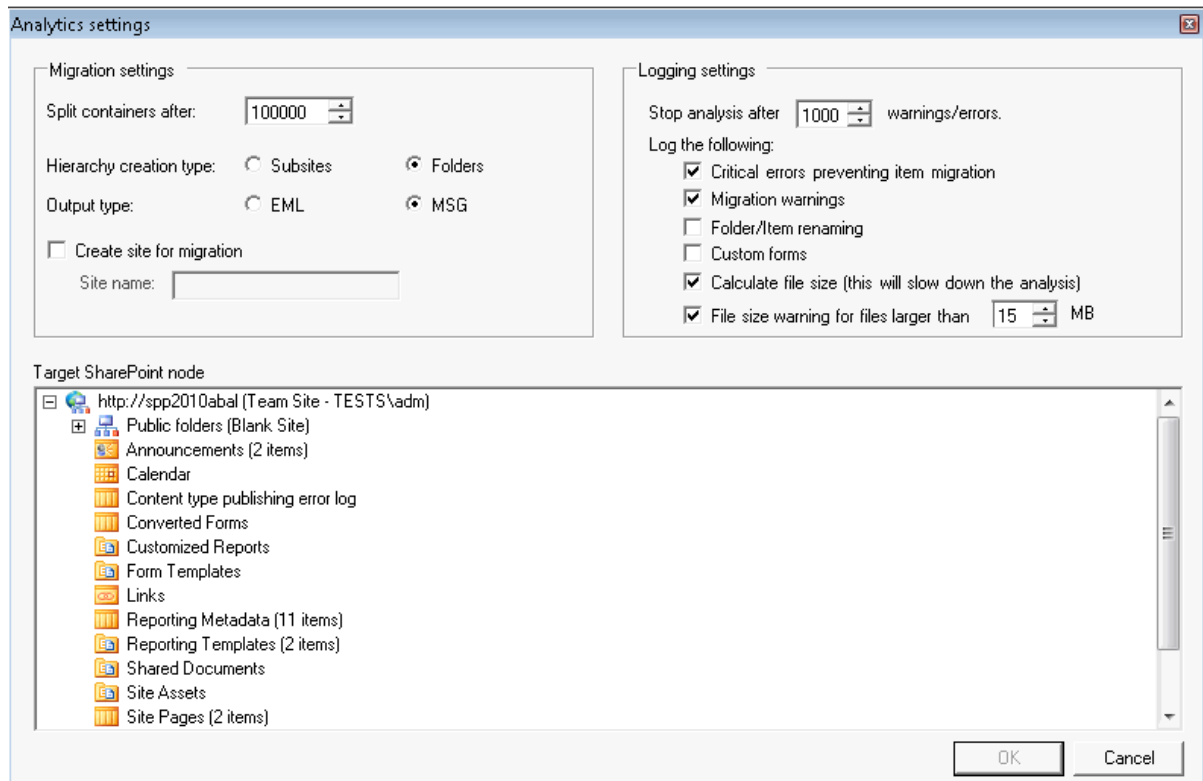 Analytics settings
Migration settings
Split containers after: 100000
Hierarchy creation type: Subsites Folders
Output type: EML MSG
Create site for migration
Site name:
Logging settings
Stop analysis after 1000 warnings/errors.
Log the following:
Critical errors preventing item migration
Migration warnings
Folder/Item renaming
Custom forms
Calculate file size (this will slow down the analysis)
File size warning for files larger than 15 MB
Target SharePoint node
http://spp2010abal (Team Site - TESTS\adm)
Public folders (Blank Site)
Announcements (2 items)
Calendar
Content type publishing error log
Converted Forms
Customized Reports
Form Templates
Links
Reporting Metadata (11 items)
Reporting Templates (2 items)
Shared Documents
Site Assets
Site Pages (2 items)
OK Cancel